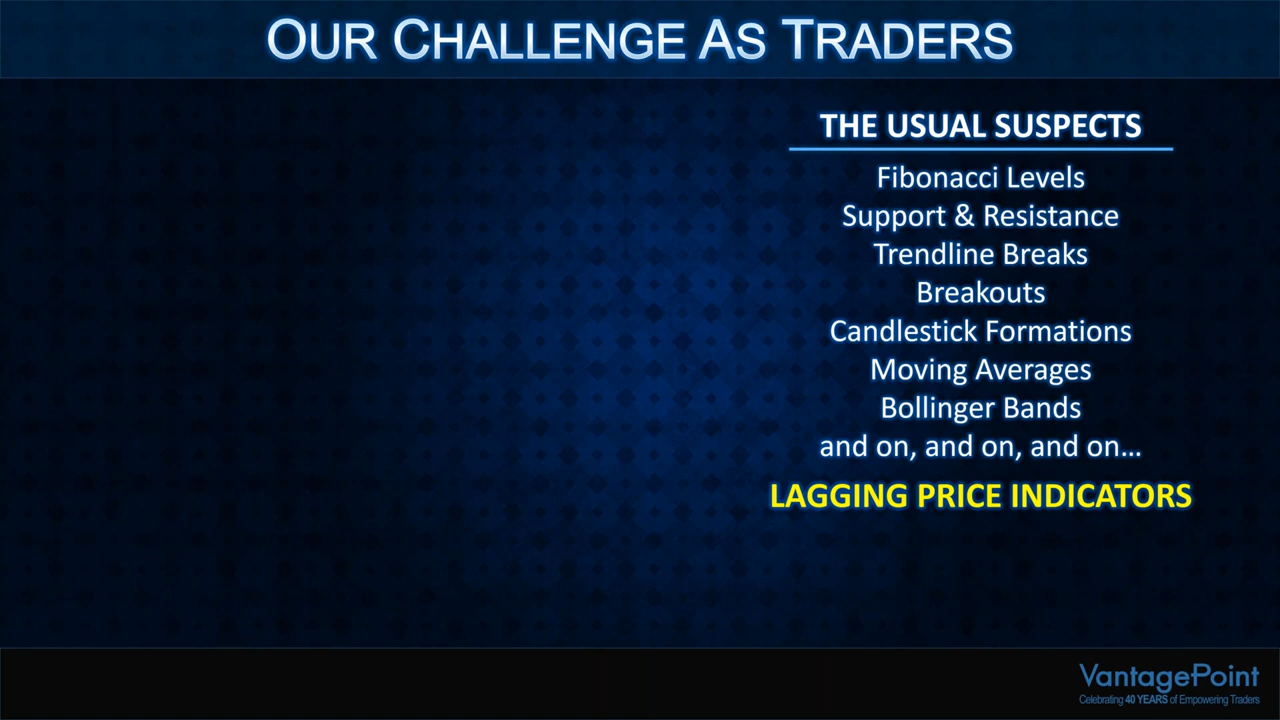 OUR CHALLENGE AS TRADERS
THE USUAL SUSPECTS
Fibonacci Levels
Support & Resistance
Trendline Breaks
Breakouts
Candlestick Formations
Moving Averages
Bollinger Bands
and on, and on, and on...
LAGGING PRICE INDICATORS
VantagePoint
Celebrating 40 YEARS of Empowering Traders